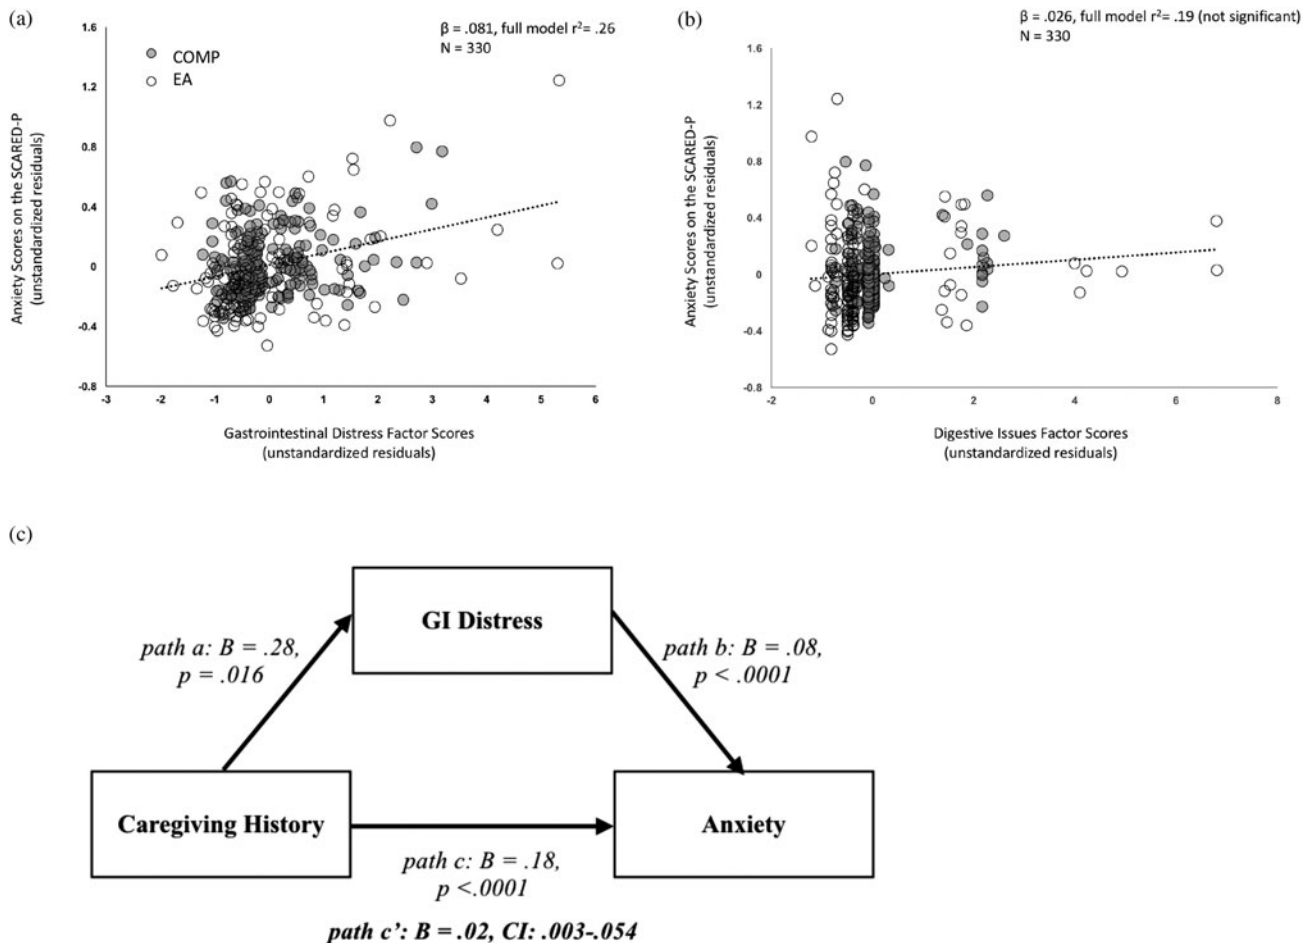 (a)
β = .081, full model r²= .26
N = 330
COMP
EA
1.6
1.2
0.8
0.4
0
-0.4
-0.8
Anxiety Scores on the SCARED-P
(unstandardized residuals)
-3 -2 -1 0 1 2 3 4 5 6
Gastrointestinal Distress Factor Scores
(unstandardized residuals)
(b)
β = .026, full model r²= .19 (not significant)
N = 330
1.6
1.2
0.8
0.4
0
-0.4
-0.8
Anxiety Scores on the SCARED-P
(unstandardized residuals)
-2 0 2 4 6 8
Digestive Issues Factor Scores
(unstandardized residuals)
(c)
GI Distress
path a: B = .28,
p = .016
path b: B = .08,
p < .0001
Caregiving History
Anxiety
path c: B = .18,
p <.0001
path c’: B = .02, CI: .003-.054